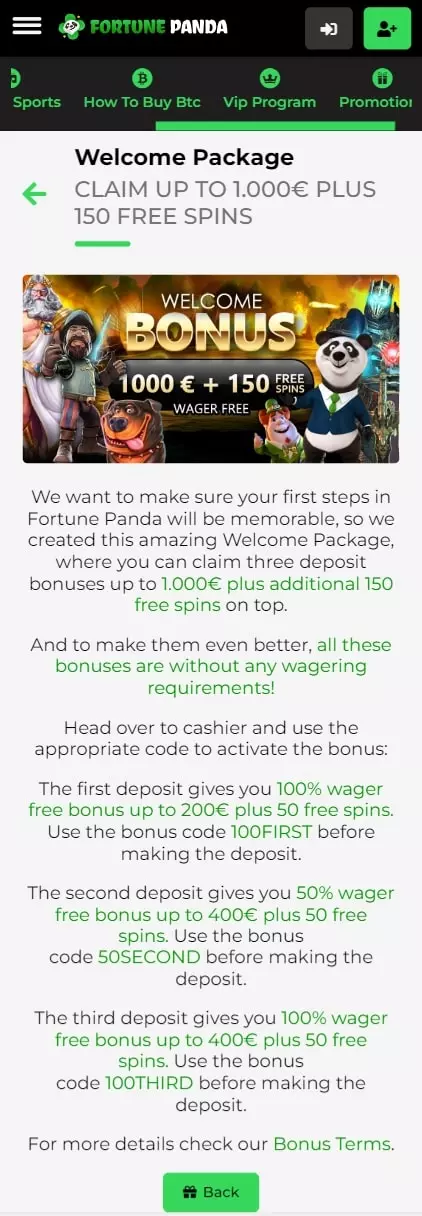 FORTUNE PANDA
Sports How To Buy Btc Vip Program Promotion
Welcome Package
CLAIM UP TO 1.000€ PLUS
150 FREE SPINS
WELCOME
BONUS
1000 € + 150 FREE SPINS
WAGER FREE
We want to make sure your first steps in
Fortune Panda will be memorable, so we
created this amazing Welcome Package,
where you can claim three deposit
bonuses up to 1.000€ plus additional 150
free spins on top.
And to make them even better, all these
bonuses are without any wagering
requirements!
Head over to cashier and use the
appropriate code to activate the bonus:
The first deposit gives you 100% wager
free bonus up to 200€ plus 50 free spins.
Use the bonus code 100FIRST before
making the deposit.
The second deposit gives you 50% wager
free bonus up to 400€ plus 50 free
spins. Use the bonus
code 50SECOND before making the
deposit.
The third deposit gives you 100% wager
free bonus up to 400€ plus 50 free
spins. Use the bonus
code 100THIRD before making the
deposit.
For more details check our Bonus Terms.
Back